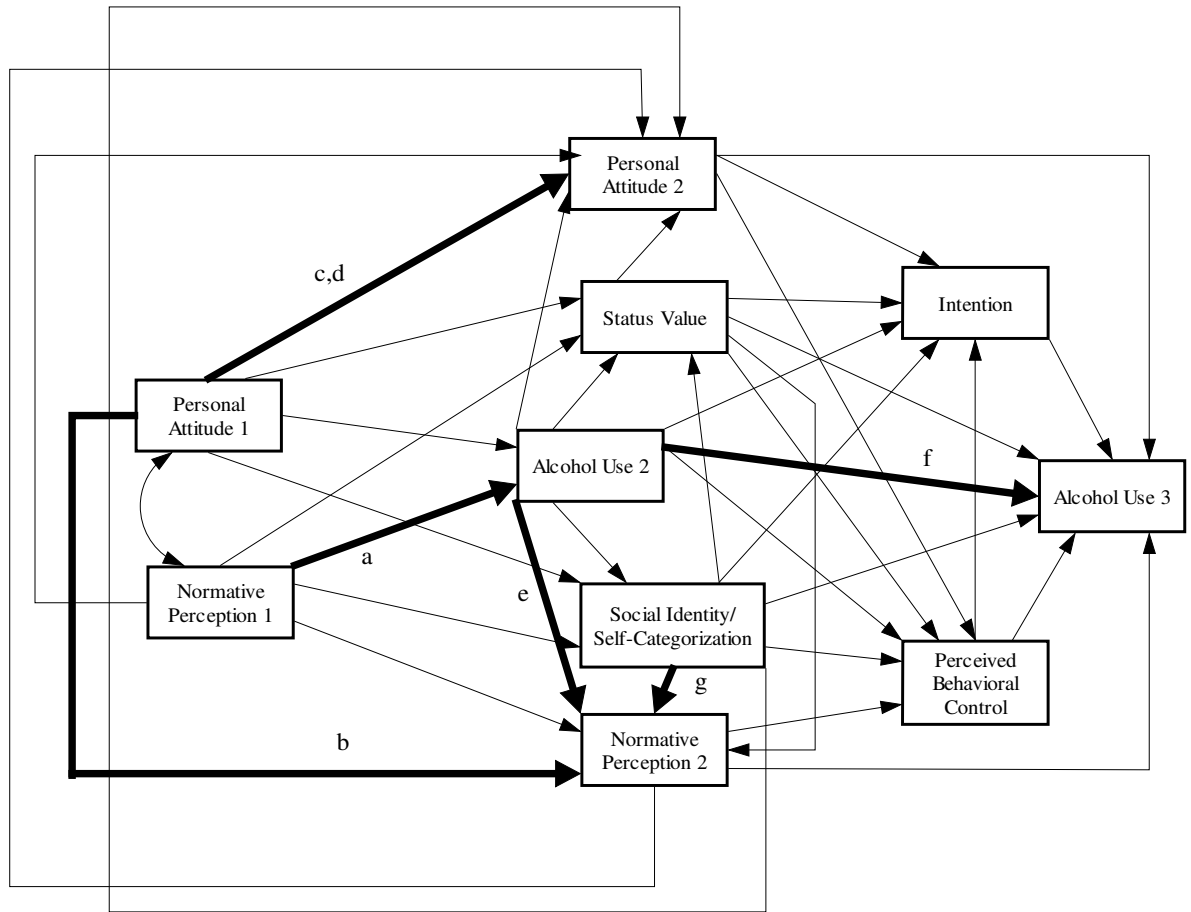 Personal
Attitude 2
c,d
Status Value
Intention
Personal
Attitude 1
Alcohol Use 2
f
Alcohol Use 3
a
Normative
Perception 1
e
Social Identity/
Self-Categorization
g
Perceived
Behavioral
Control
b
Normative
Perception 2